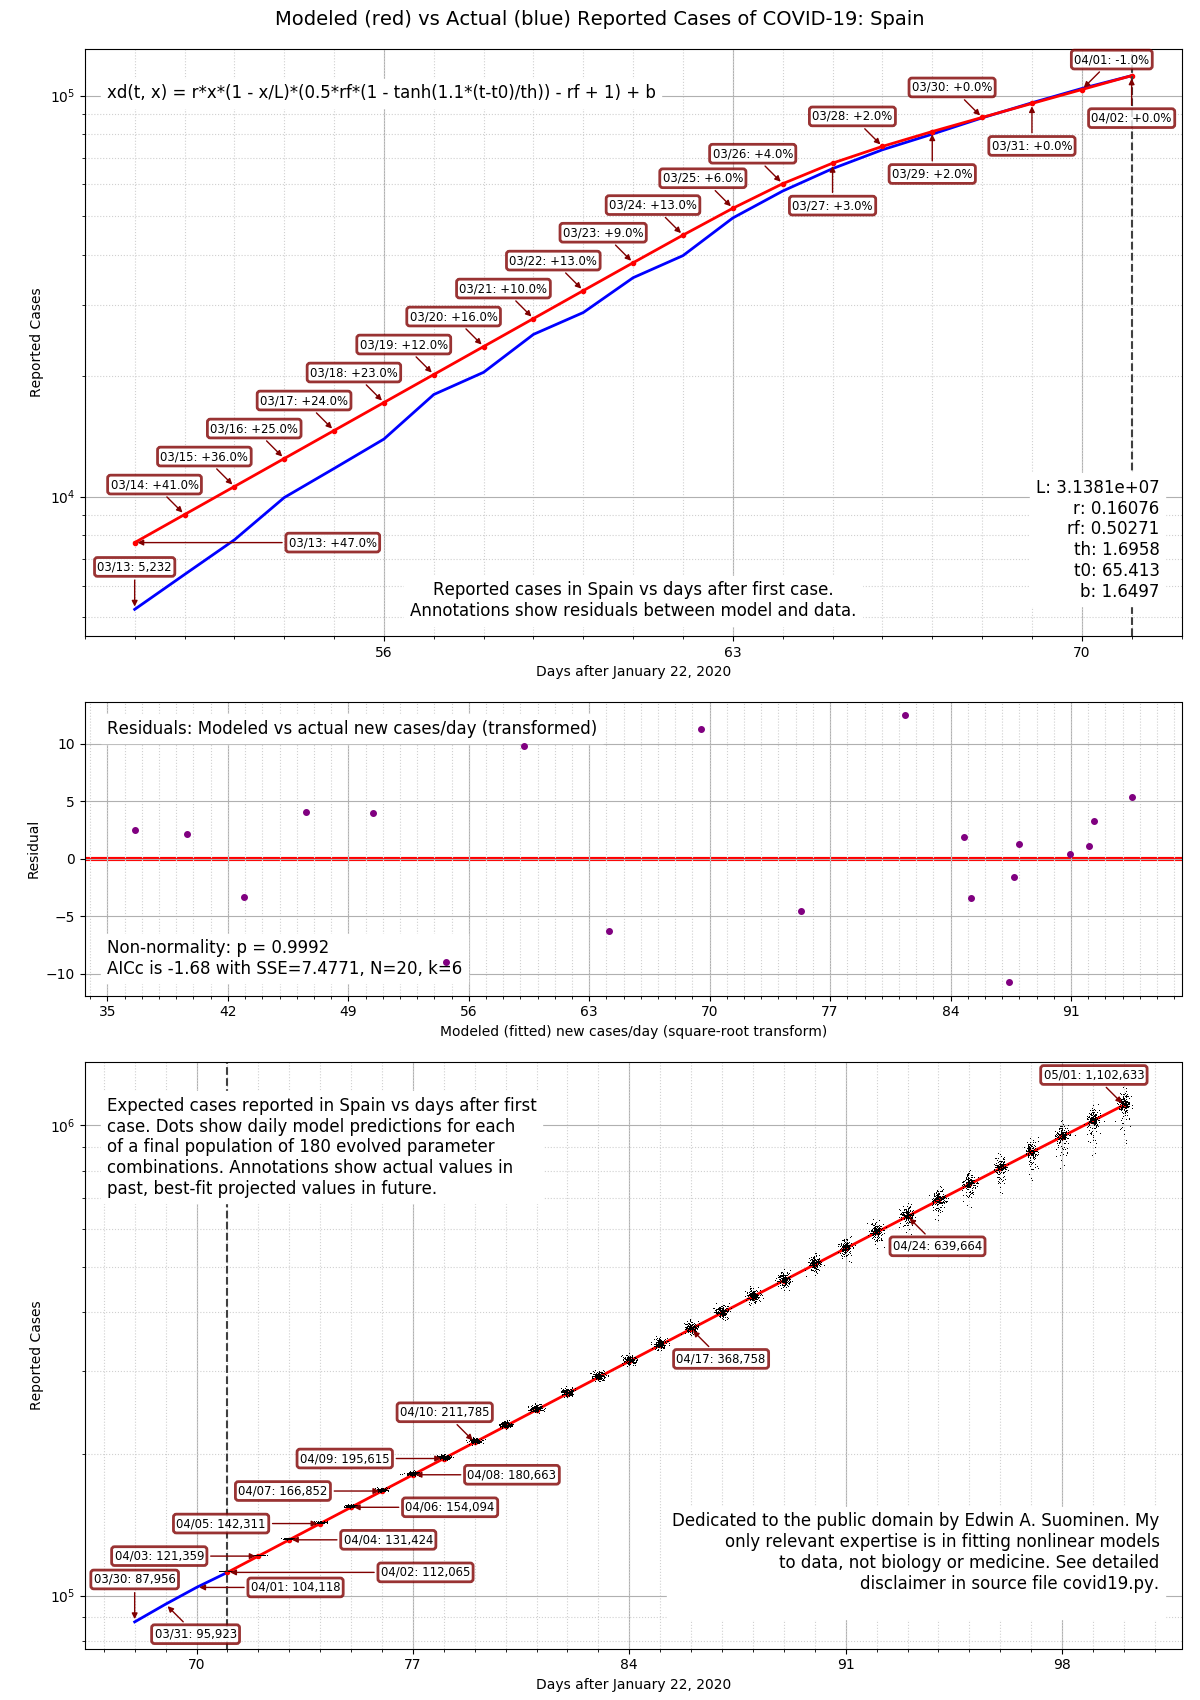 Modeled (red) vs Actual (blue) Reported Cases of COVID-19: Spain
xd(t, x) = r*x*(1 - x/L)*(0.5*rf*(1 - tanh(1.1*(t-t0)/th)) - rf + 1) + b
04/01: -1.0%
03/30: +0.0%
04/02: +0.0%
03/28: +2.0%
03/31: +0.0%
03/26: +4.0%
03/29: +2.0%
03/25: +6.0%
03/27: +3.0%
03/24: +13.0%
03/23: +9.0%
03/22: +13.0%
03/21: +10.0%
03/20: +16.0%
03/19: +12.0%
03/18: +23.0%
03/17: +24.0%
03/16: +25.0%
03/15: +36.0%
03/14: +41.0%
03/13: +47.0%
03/13: 5,232
10^5
10^4
Reported Cases
L: 3.1381e+07
r: 0.16076
rf: 0.50271
th: 1.6958
t0: 65.413
b: 1.6497
Reported cases in Spain vs days after first case.
Annotations show residuals between model and data.
56 63 70
Days after January 22, 2020
Residuals: Modeled vs actual new cases/day (transformed)
10
5
0
−5
−10
Residual
Non-normality: p = 0.9992
AICc is -1.68 with SSE=7.4771, N=20, k=6
35 42 49 56 63 70 77 84 91
Modeled (fitted) new cases/day (square-root transform)
05/01: 1,102,633
Expected cases reported in Spain vs days after first
case. Dots show daily model predictions for each
of a final population of 180 evolved parameter
combinations. Annotations show actual values in
past, best-fit projected values in future.
10^6
10^5
Reported Cases
04/24: 639,664
04/17: 368,758
04/10: 211,785
04/09: 195,615
04/08: 180,663
04/07: 166,852
04/06: 154,094
04/05: 142,311
04/04: 131,424
04/03: 121,359
04/02: 112,065
03/30: 87,956
04/01: 104,118
03/31: 95,923
Dedicated to the public domain by Edwin A. Suominen. My
only relevant expertise is in fitting nonlinear models
to data, not biology or medicine. See detailed
disclaimer in source file covid19.py.
70 77 84 91 98
Days after January 22, 2020